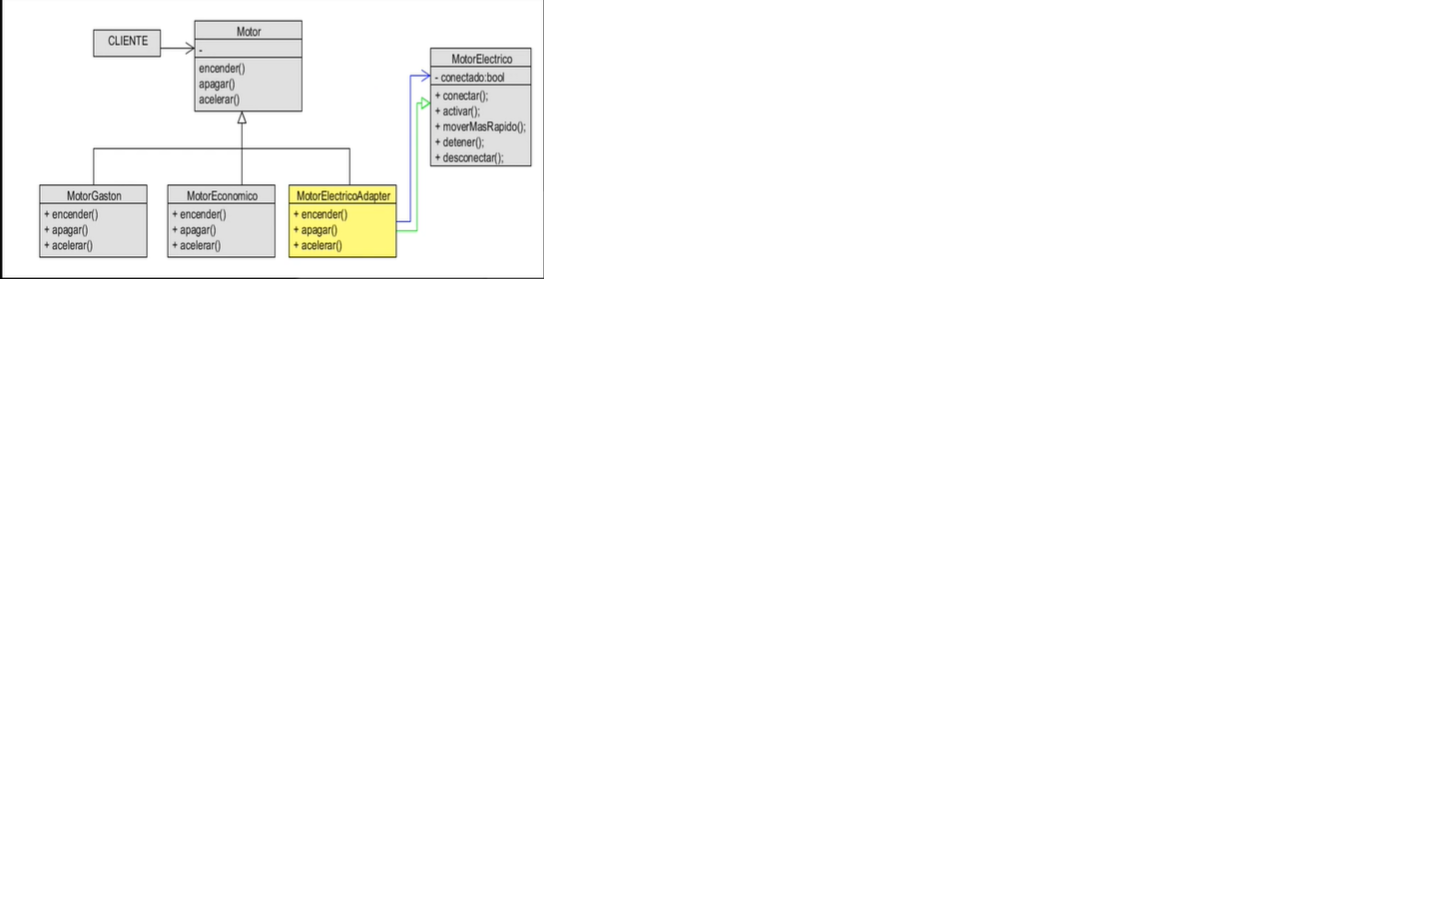 CLIENTE
Motor
-
encender()
apagar()
acelerar()
MotorElectrico
- conectado:bool
+ conectar();
+ activar();
+ moverMasRapido();
+ detener();
+ desconectar();
MotorGaston
+ encender()
+ apagar()
+ acelerar()
MotorEconomico
+ encender()
+ apagar()
+ acelerar()
MotorElectricoAdapter
+ encender()
+ apagar()
+ acelerar()